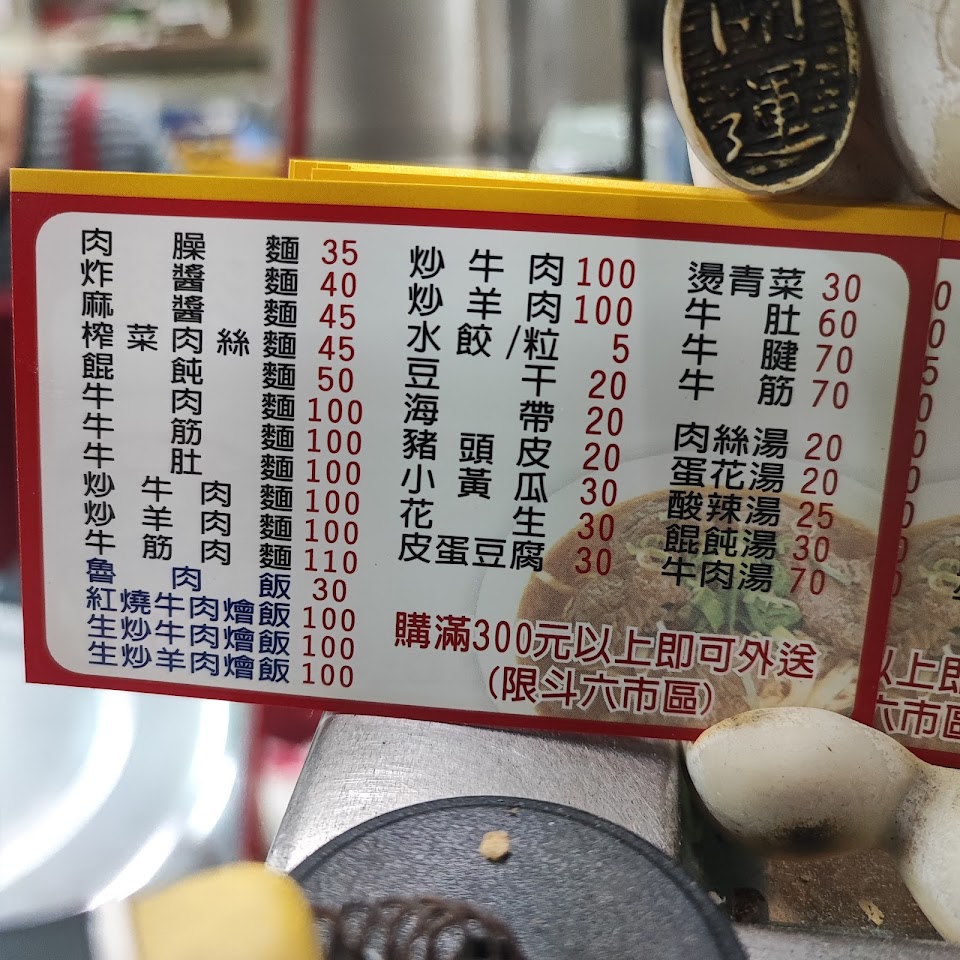 開運
肉臊麵 35
炸醬麵 40
麻醬麵 45
榨菜肉絲麵 45
餛飩麵 50
牛肉麵 100
牛筋麵 100
牛肚麵 100
炒牛肉麵 100
炒羊肉麵 100
牛筋肉麵 110
魯肉飯 30
紅燒牛肉燴飯 100
生炒牛肉燴飯 100
生炒羊肉燴飯 100
炒牛肉 100
炒羊肉 100
水餃/粒 5
豆干 20
海帶 20
豬頭皮 20
小黃瓜 30
花生 30
皮蛋豆腐 30
燙青菜 30
牛肚 60
牛腱 70
牛筋 70
肉絲湯 20
蛋花湯 20
酸辣湯 25
餛飩湯 30
牛肉湯 70
購滿300元以上即可外送
(限斗六市區)
以上即
六市區